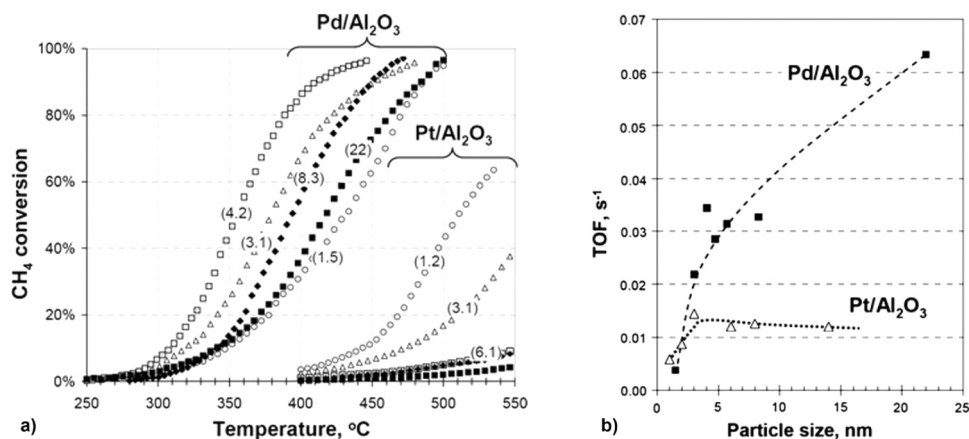 Pd/Al₂O₃
100%
80%
60%
40%
20%
0%
CH₄ conversion
(4.2)
(3.1)
(8.3)
(1.5)
(22)
Pt/Al₂O₃
(1.2)
(3.1)
(6.1)
250 300 350 400 450 500 550
Temperature, °C
a)
0.07
0.06
0.05
0.04
0.03
0.02
0.01
0.00
TOF, s⁻¹
Pd/Al₂O₃
Pt/Al₂O₃
0 5 10 15 20 25
Particle size, nm
b)